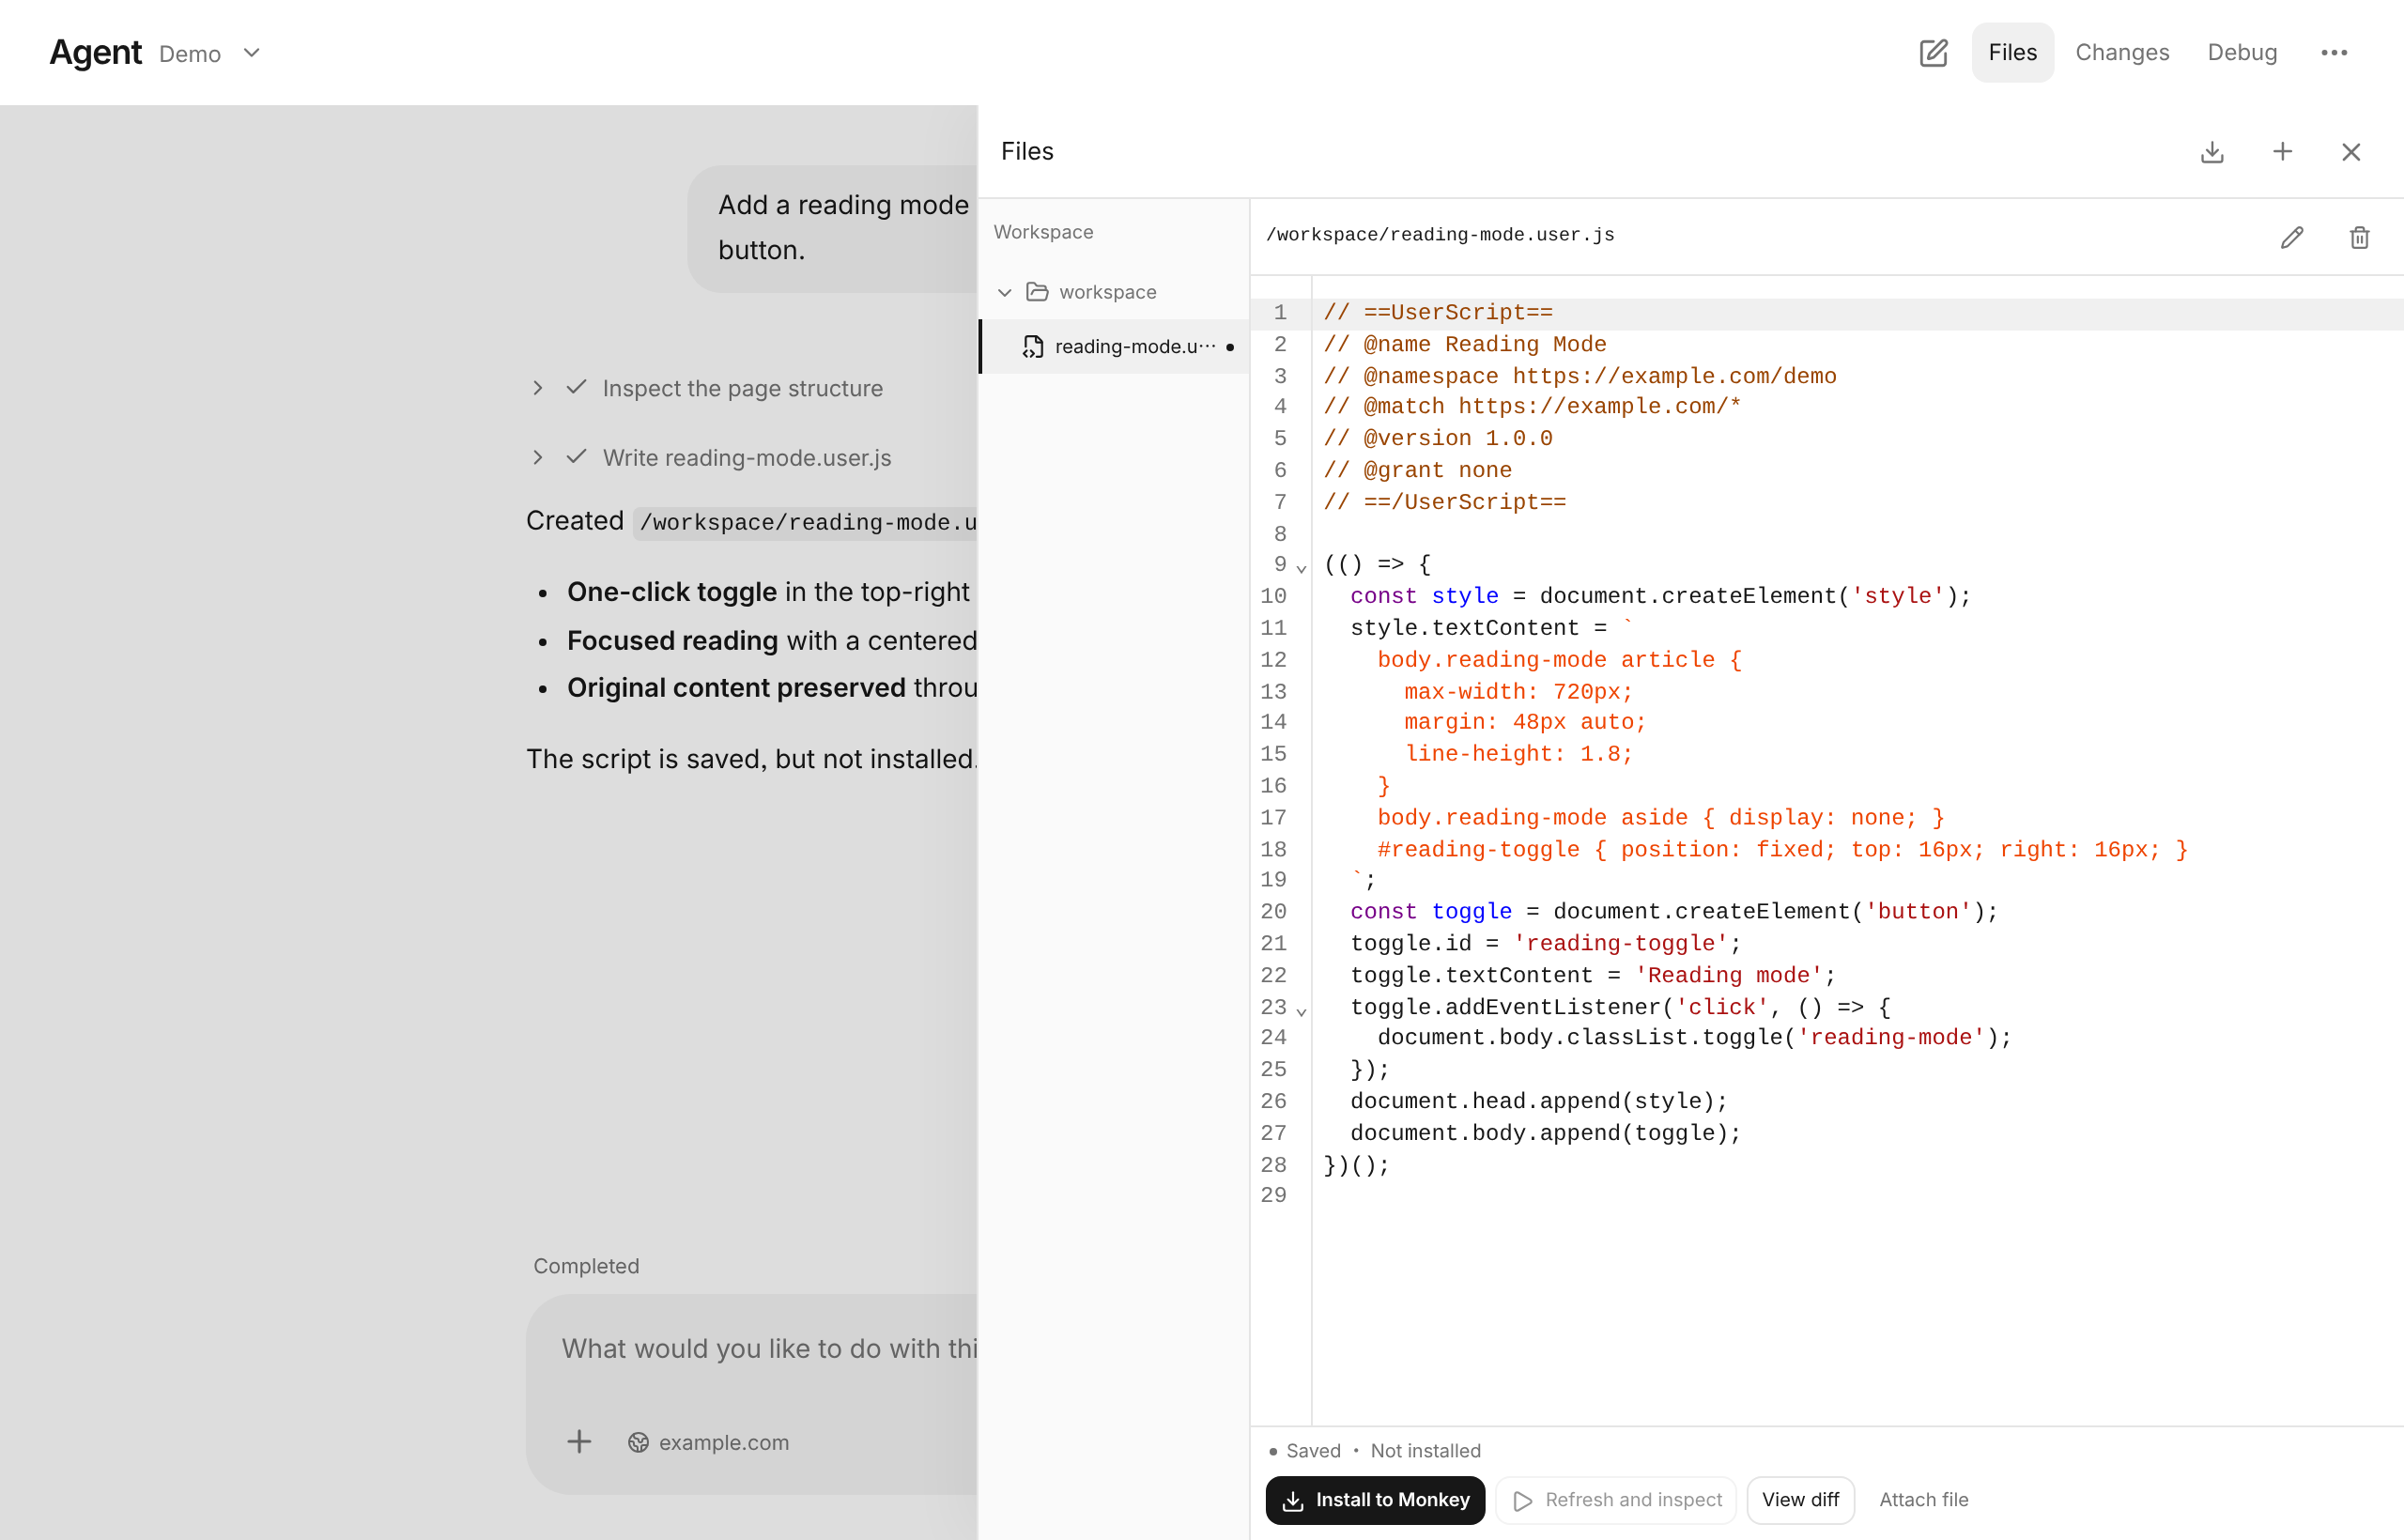 Agent Demo
Files Changes Debug
Add a reading mode
button.
Inspect the page structure
Write reading-mode.user.js
Created /workspace/reading-mode.u
• One-click toggle in the top-right
• Focused reading with a centered
• Original content preserved throu
The script is saved, but not installed.
Completed
What would you like to do with thi
example.com
Files
Workspace
workspace
reading-mode.u…
/workspace/reading-mode.user.js
1 // ==UserScript==
2 // @name Reading Mode
3 // @namespace https://example.com/demo
4 // @match https://example.com/*
5 // @version 1.0.0
6 // @grant none
7 // ==/UserScript==
8
9 (() => {
10   const style = document.createElement('style');
11   style.textContent = `
12     body.reading-mode article {
13       max-width: 720px;
14       margin: 48px auto;
15       line-height: 1.8;
16     }
17     body.reading-mode aside { display: none; }
18     #reading-toggle { position: fixed; top: 16px; right: 16px; }
19   `;
20   const toggle = document.createElement('button');
21   toggle.id = 'reading-toggle';
22   toggle.textContent = 'Reading mode';
23   toggle.addEventListener('click', () => {
24     document.body.classList.toggle('reading-mode');
25   });
26   document.head.append(style);
27   document.body.append(toggle);
28 })();
29
Saved • Not installed
Install to Monkey Refresh and inspect View diff Attach file